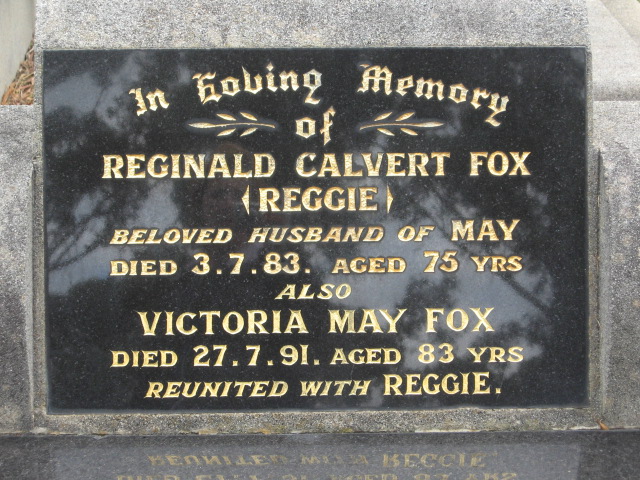 In Loving Memory
of
REGINALD CALVERT FOX
(REGGIE)
BELOVED HUSBAND OF MAY
DIED 3.7.83. AGED 75 YRS
ALSO
VICTORIA MAY FOX
DIED 27.7.91. AGED 83 YRS
REUNITED WITH REGGIE.